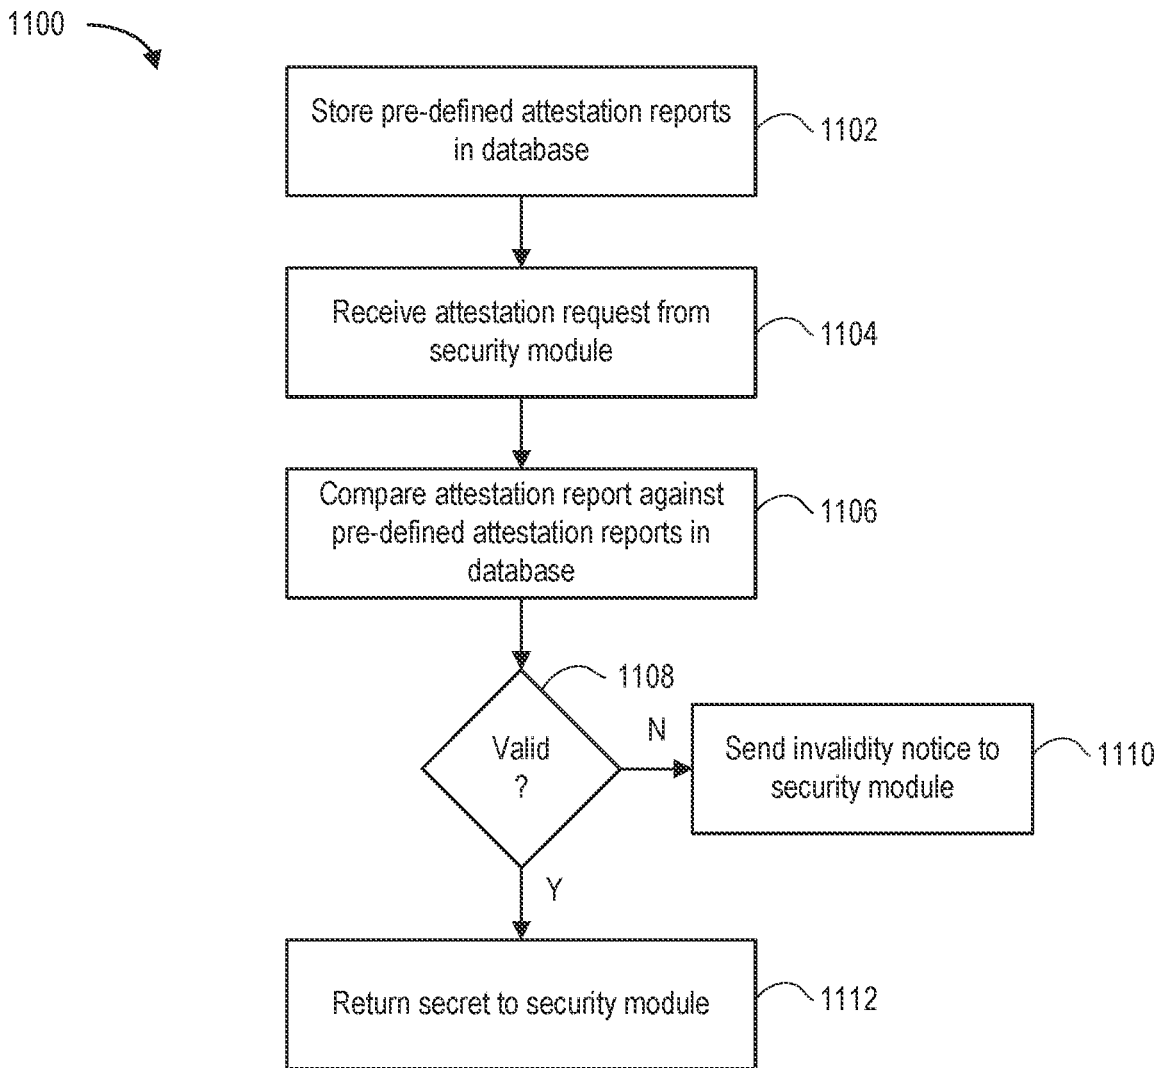 1100
Store pre-defined attestation reports
in database
1102
Receive attestation request from
security module
1104
Compare attestation report against
pre-defined attestation reports in
database
1106
1108
Valid
?
N
Send invalidity notice to
security module
1110
Y
Return secret to security module
1112